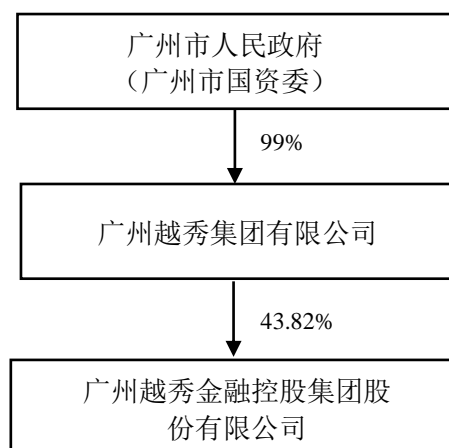 广州市人民政府
（广州市国资委）
99%
广州越秀集团有限公司
43.82%
广州越秀金融控股集团股
份有限公司